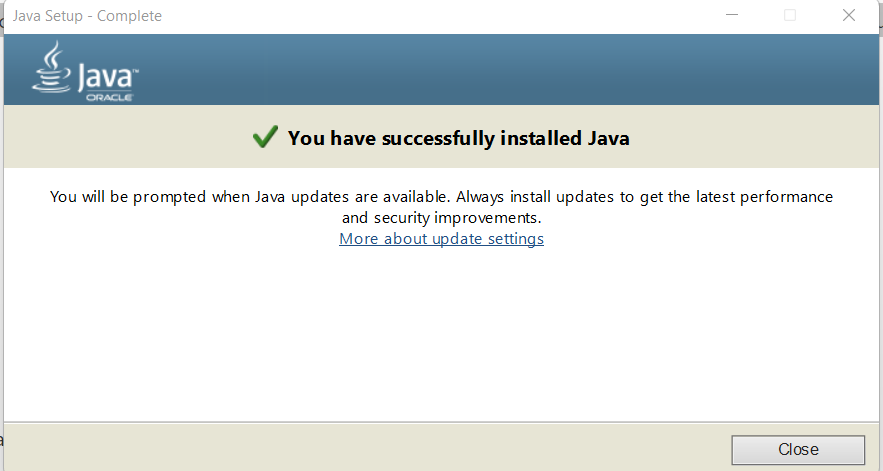 Java Setup - Complete
Java™
ORACLE
You have successfully installed Java
You will be prompted when Java updates are available. Always install updates to get the latest performance
and security improvements.
More about update settings
Close